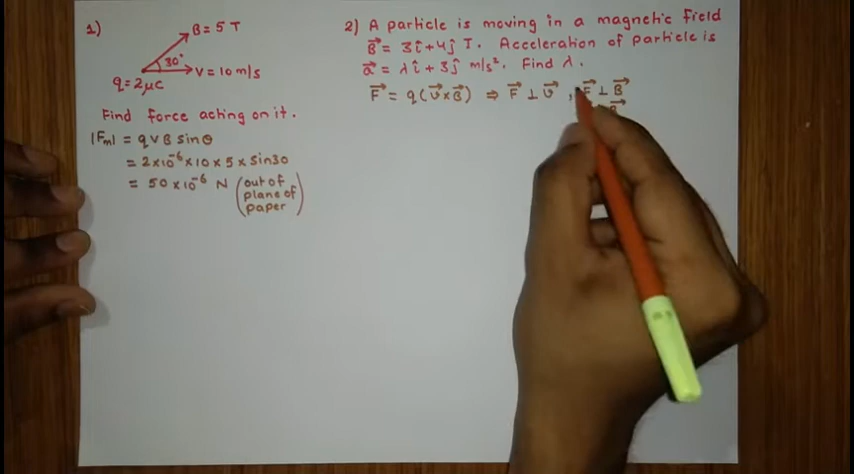 1)
B = 5 T
30°
V = 10 m/s
q = 2μc
Find force acting on it.
|Fm| = q v B sinθ
= 2×10⁻⁶ × 10 × 5 × sin30
= 50 × 10⁻⁶ N (out of plane of paper)
2) A particle is moving in a magnetic field
B⃗ = 3î + 4ĵ T. Acceleration of particle is
a⃗ = λî + 3ĵ m/s². Find λ.
F⃗ = q(v⃗×B⃗) ⇒ F⃗ ⊥ v⃗ , F⃗ ⊥ B⃗
B⃗